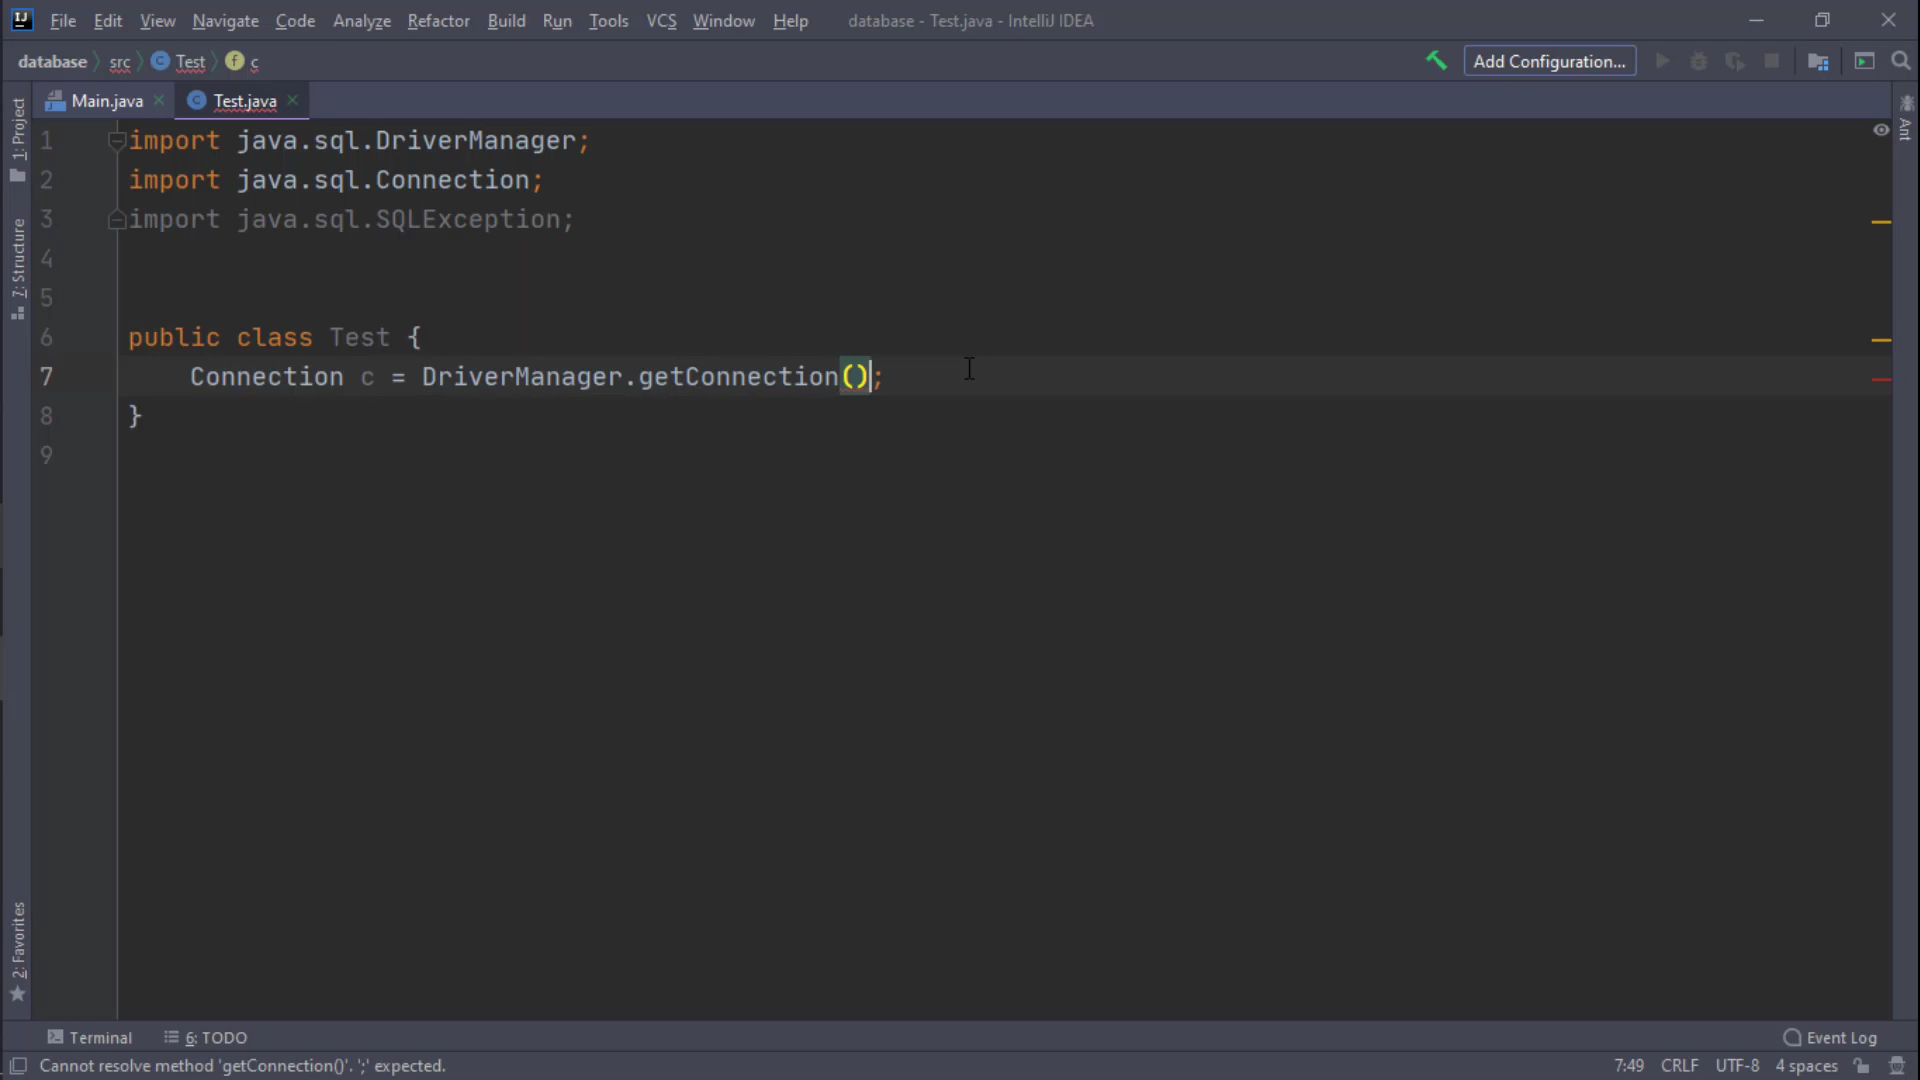 IJ File Edit View Navigate Code Analyze Refactor Build Run Tools VCS Window Help database - Test.java - IntelliJ IDEA
database src C Test f c Add Configuration...
1: Project
7: Structure
2: Favorites
Main.java C Test.java
Ant
1 import java.sql.DriverManager;
2 import java.sql.Connection;
3 import java.sql.SQLException;
4
5
6 public class Test {
7 Connection c = DriverManager.getConnection();
8 }
9
Terminal 6: TODO Event Log
Cannot resolve method 'getConnection()'. ';' expected. 7:49 CRLF UTF-8 4 spaces